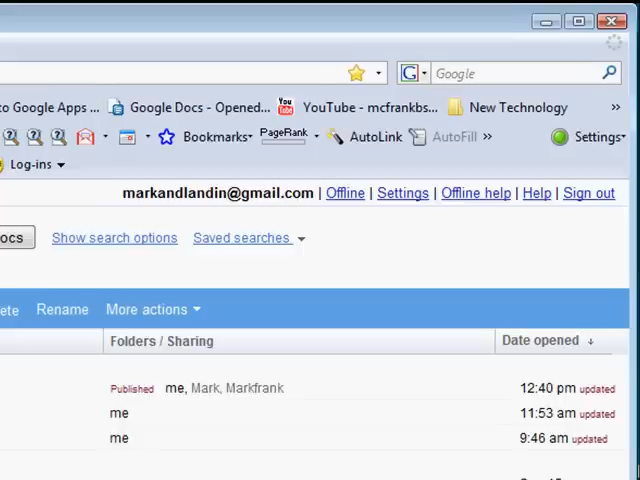 G Google
to Google Apps ... Google Docs - Opened... You Tube YouTube - mcfrankbs... New Technology »
Bookmarks PageRank AutoLink AutoFill » Settings
Log-ins
markandlandin@gmail.com | Offline | Settings | Offline help | Help | Sign out
ocs Show search options Saved searches
ete Rename More actions
Folders / Sharing Date opened ↓
Published me, Mark, Markfrank 12:40 pm updated
me 11:53 am updated
me 9:46 am updated